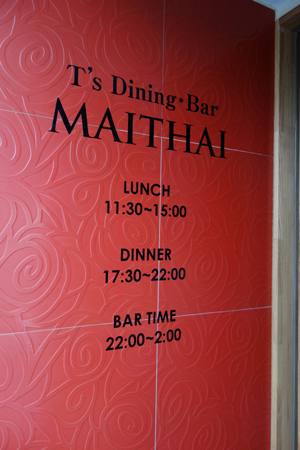 T's Dining・Bar
MAITHAI
LUNCH
11:30~15:00
DINNER
17:30~22:00
BAR TIME
22:00~2:00